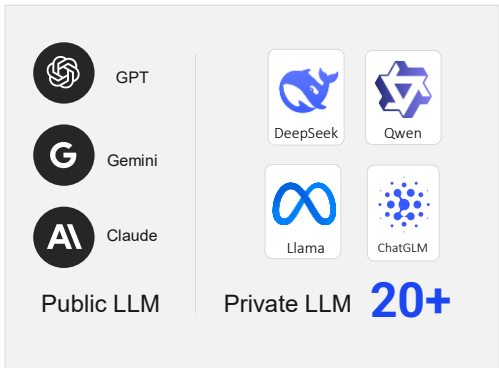 GPT
Gemini
Claude
Public LLM
DeepSeek
Qwen
Llama
ChatGLM
Private LLM 20+